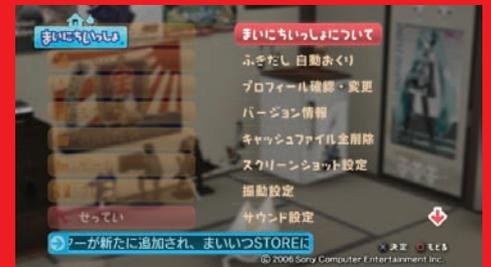 まいにちいっしょ
まいにちいっしょについて
ふきだし 自動おくり
プロフィール確認・変更
バージョン情報
キャッシュファイル全削除
スクリーンショット設定
振動設定
サウンド設定
せってい
ーが新たに追加され、まいいつSTOREに
決定 もどる
© 2006 Sony Computer Entertainment Inc.